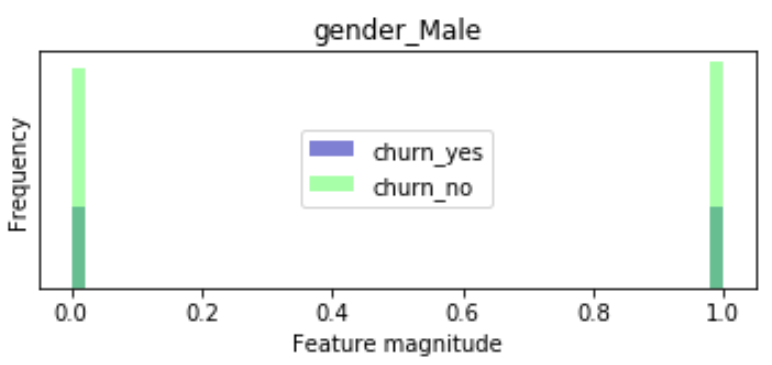 gender_Male
Frequency
churn_yes
churn_no
0.0 0.2 0.4 0.6 0.8 1.0
Feature magnitude